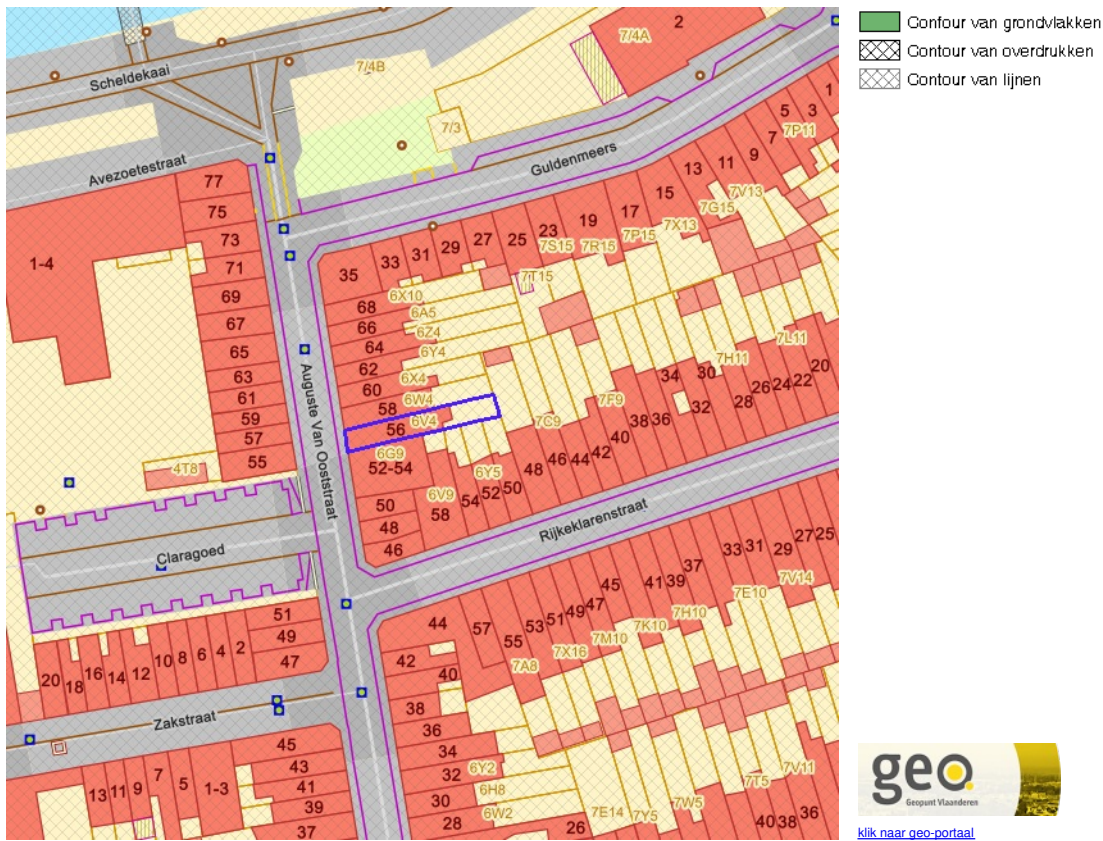 Contour van grondvlakken
Contour van overdrukken
Contour van lijnen
2
7/4A
7/4B
Scheldekaai
7/3
1
3
5
7P11
7
Guldenmeers
9
11
13
Avezoetestraat
77
75
73
71
69
67
65
63
61
59
57
55
1-4
15
7V13
7G15
7X13
17
7P15
19
7R15
23
7S15
25
27
29
31
33
35
7T15
6X10
68
6A5
66
6Z4
64
6Y4
62
6X4
60
6W4
58
6V4
56
6G9
52-54
Auguste Van Ooststraat
7L11
7H11
20
22
24
26
28
30
32
34
36
38
7F9
40
42
44
46
7C9
48
50
52
54
6Y5
6V9
58
50
48
46
4T8
Claragoed
Rijkeklarenstraat
25
27
29
7V14
31
33
7E10
37
39
41
7H10
7K10
45
47
49
7M10
51
53
7X16
55
57
7A8
44
42
40
38
36
34
32
30
28
6Y2
6H8
6W2
26
7E14
7Y5
7W5
7T5
7V11
40
38
36
51
49
47
2
4
6
8
10
12
14
16
18
20
Zakstraat
45
43
41
39
37
1-3
5
7
9
11
13
geo.
Geopunt Vlaanderen
klik naar geo-portaal